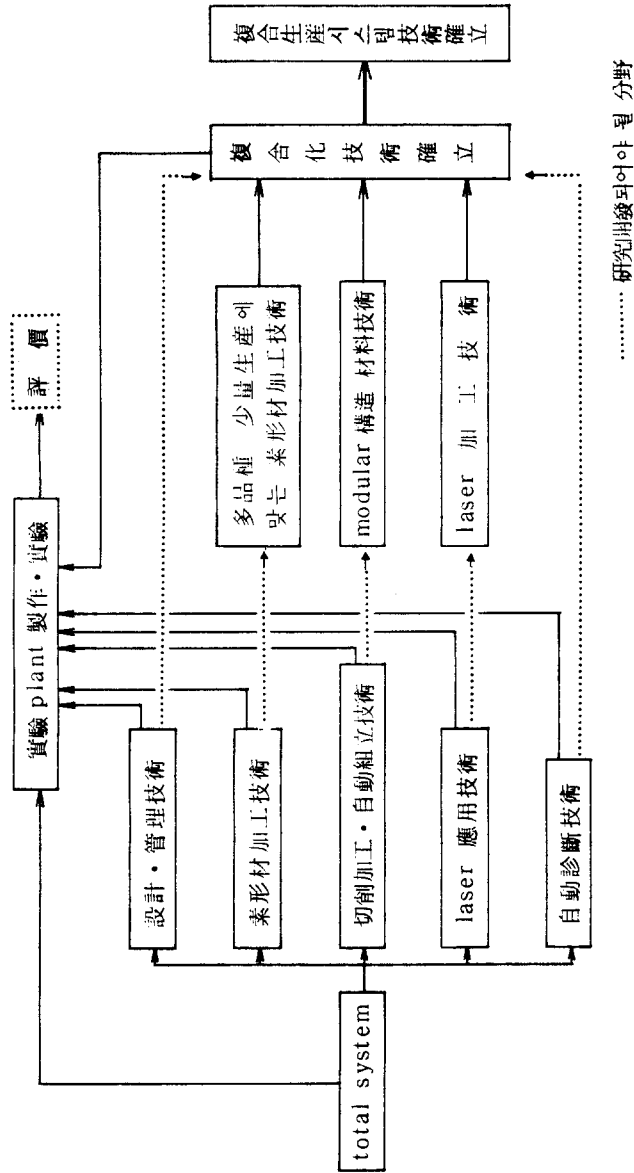 total system
實驗 plant 製作・實驗
評 價
設計・管理技術
素形材加工技術
切削加工・自動組立技術
laser 應用技術
自動診斷技術
多品種 少量生産에
맞는 素形材加工技術
modular 構造 材料技術
laser 加 工 技 術
複合化技術確立
複合生産시스템技術確立
……… 研究開發되어야 될 分野